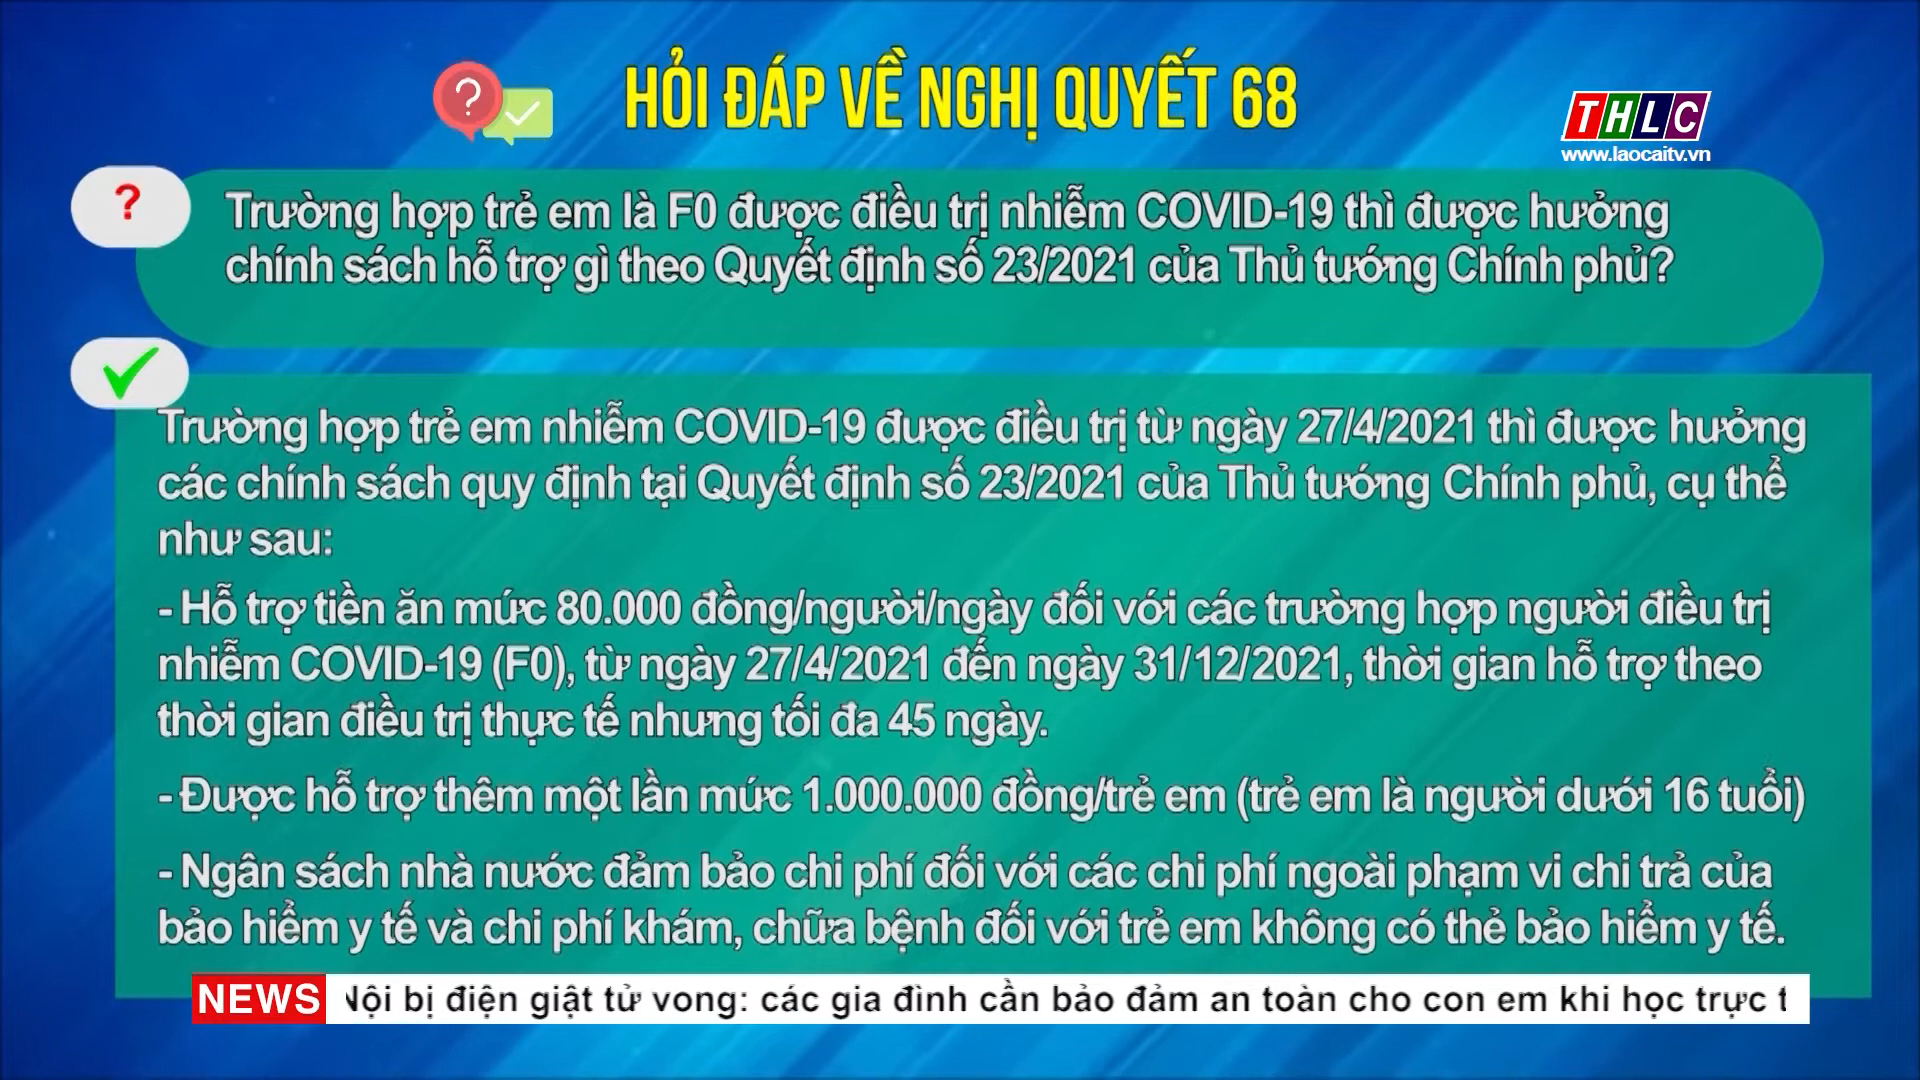 HỎI ĐÁP VỀ NGHỊ QUYẾT 68
THLC
www.laocaitv.vn
?
?
Trường hợp trẻ em là F0 được điều trị nhiễm COVID-19 thì được hưởng
chính sách hỗ trợ gì theo Quyết định số 23/2021 của Thủ tướng Chính phủ?
Trường hợp trẻ em nhiễm COVID-19 được điều trị từ ngày 27/4/2021 thì được hưởng
các chính sách quy định tại Quyết định số 23/2021 của Thủ tướng Chính phủ, cụ thể
như sau:
- Hỗ trợ tiền ăn mức 80.000 đồng/người/ngày đối với các trường hợp người điều trị
nhiễm COVID-19 (F0), từ ngày 27/4/2021 đến ngày 31/12/2021, thời gian hỗ trợ theo
thời gian điều trị thực tế nhưng tối đa 45 ngày.
- Được hỗ trợ thêm một lần mức 1.000.000 đồng/trẻ em (trẻ em là người dưới 16 tuổi)
- Ngân sách nhà nước đảm bảo chi phí đối với các chi phí ngoài phạm vi chi trả của
bảo hiểm y tế và chi phí khám, chữa bệnh đối với trẻ em không có thẻ bảo hiểm y tế.
NEWS Nội bị điện giật tử vong: các gia đình cần bảo đảm an toàn cho con em khi học trực t